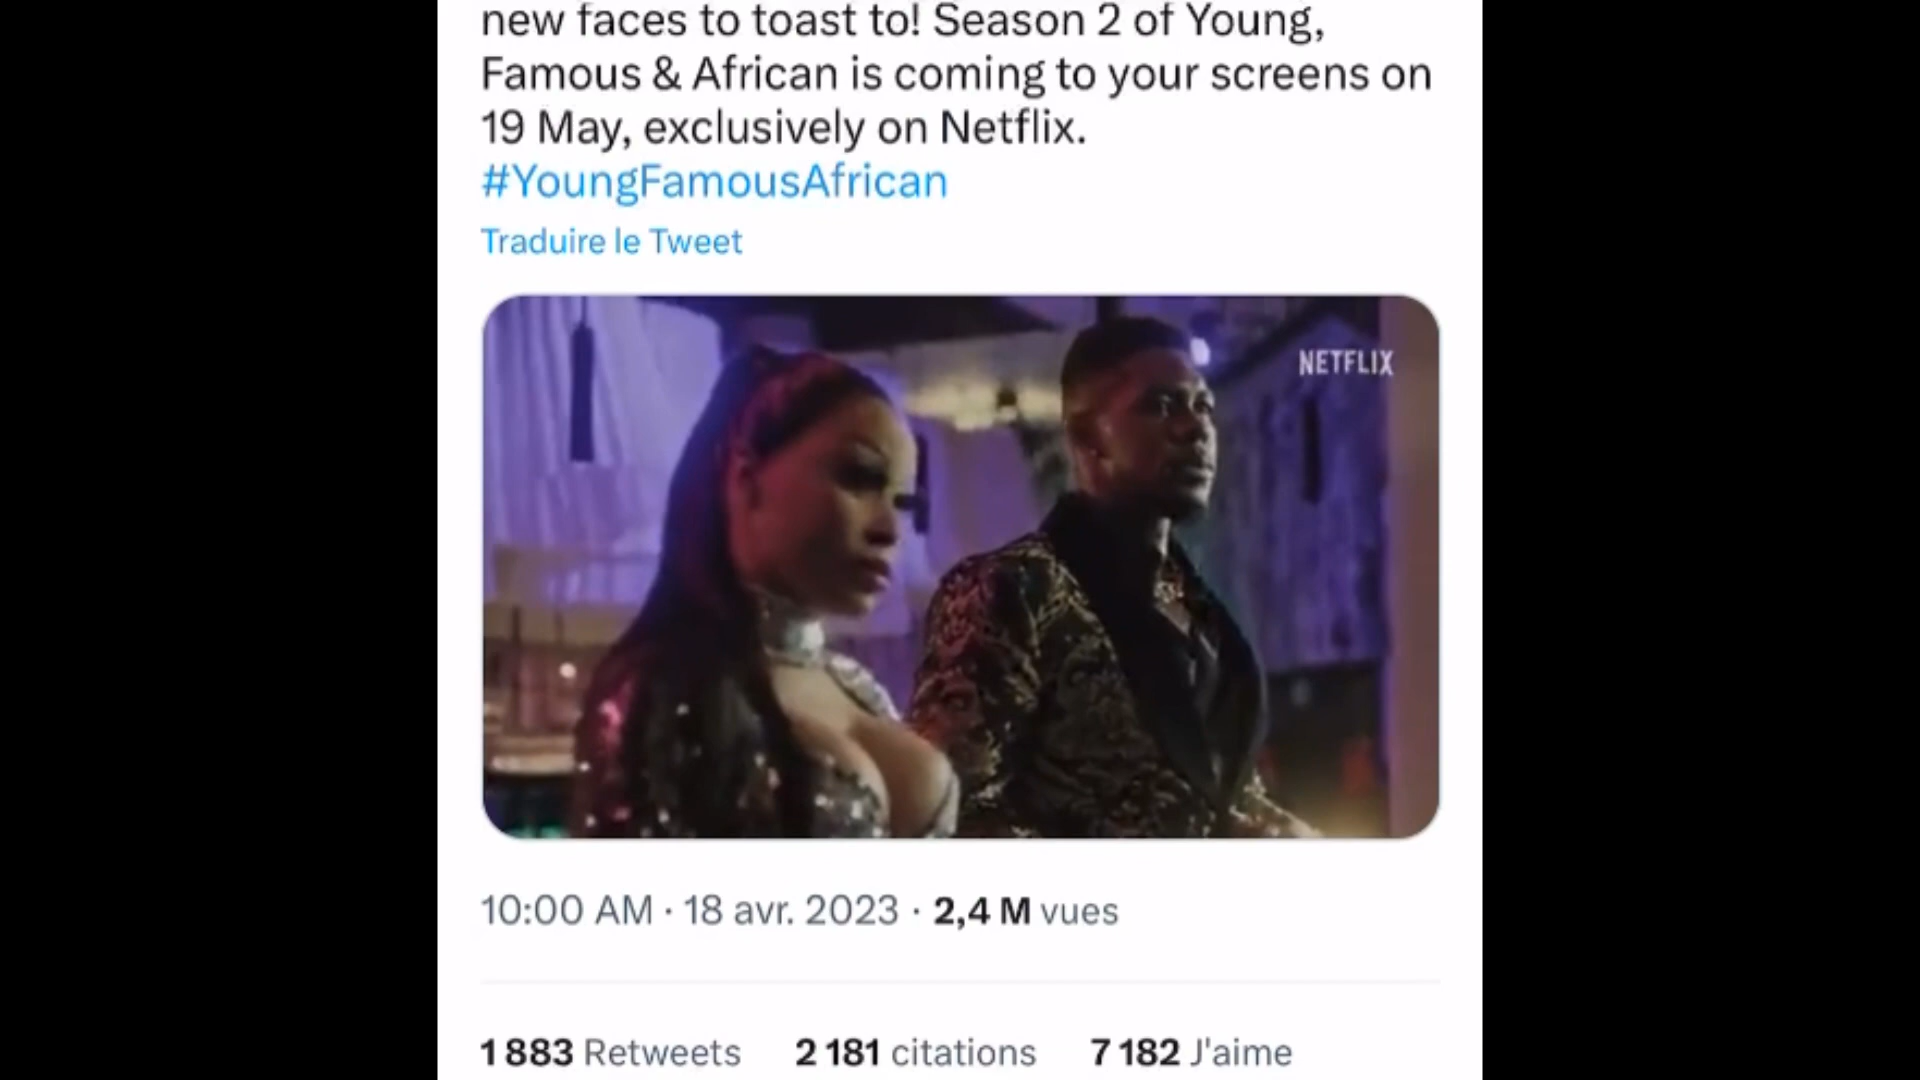 new faces to toast to! Season 2 of Young,
Famous & African is coming to your screens on
19 May, exclusively on Netflix.
#YoungFamousAfrican
Traduire le Tweet
NETFLIX
10:00 AM · 18 avr. 2023 · 2,4 M vues
1 883 Retweets 2 181 citations 7 182 J'aime